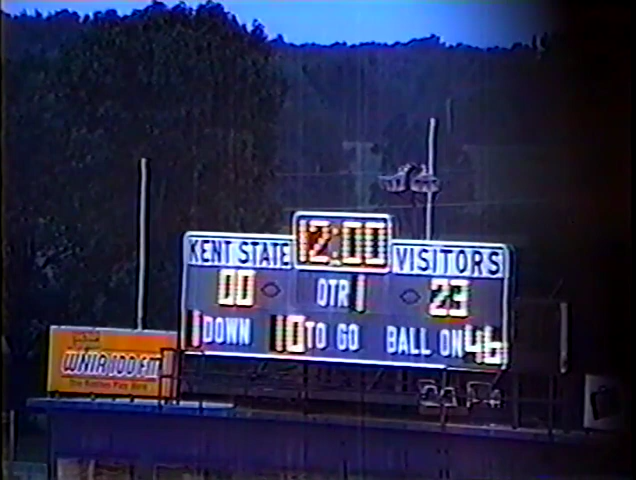 12:00
KENT STATE VISITORS
00 QTR 1 23
1 DOWN 10 TO GO BALL ON 46
WNIR 100 FM